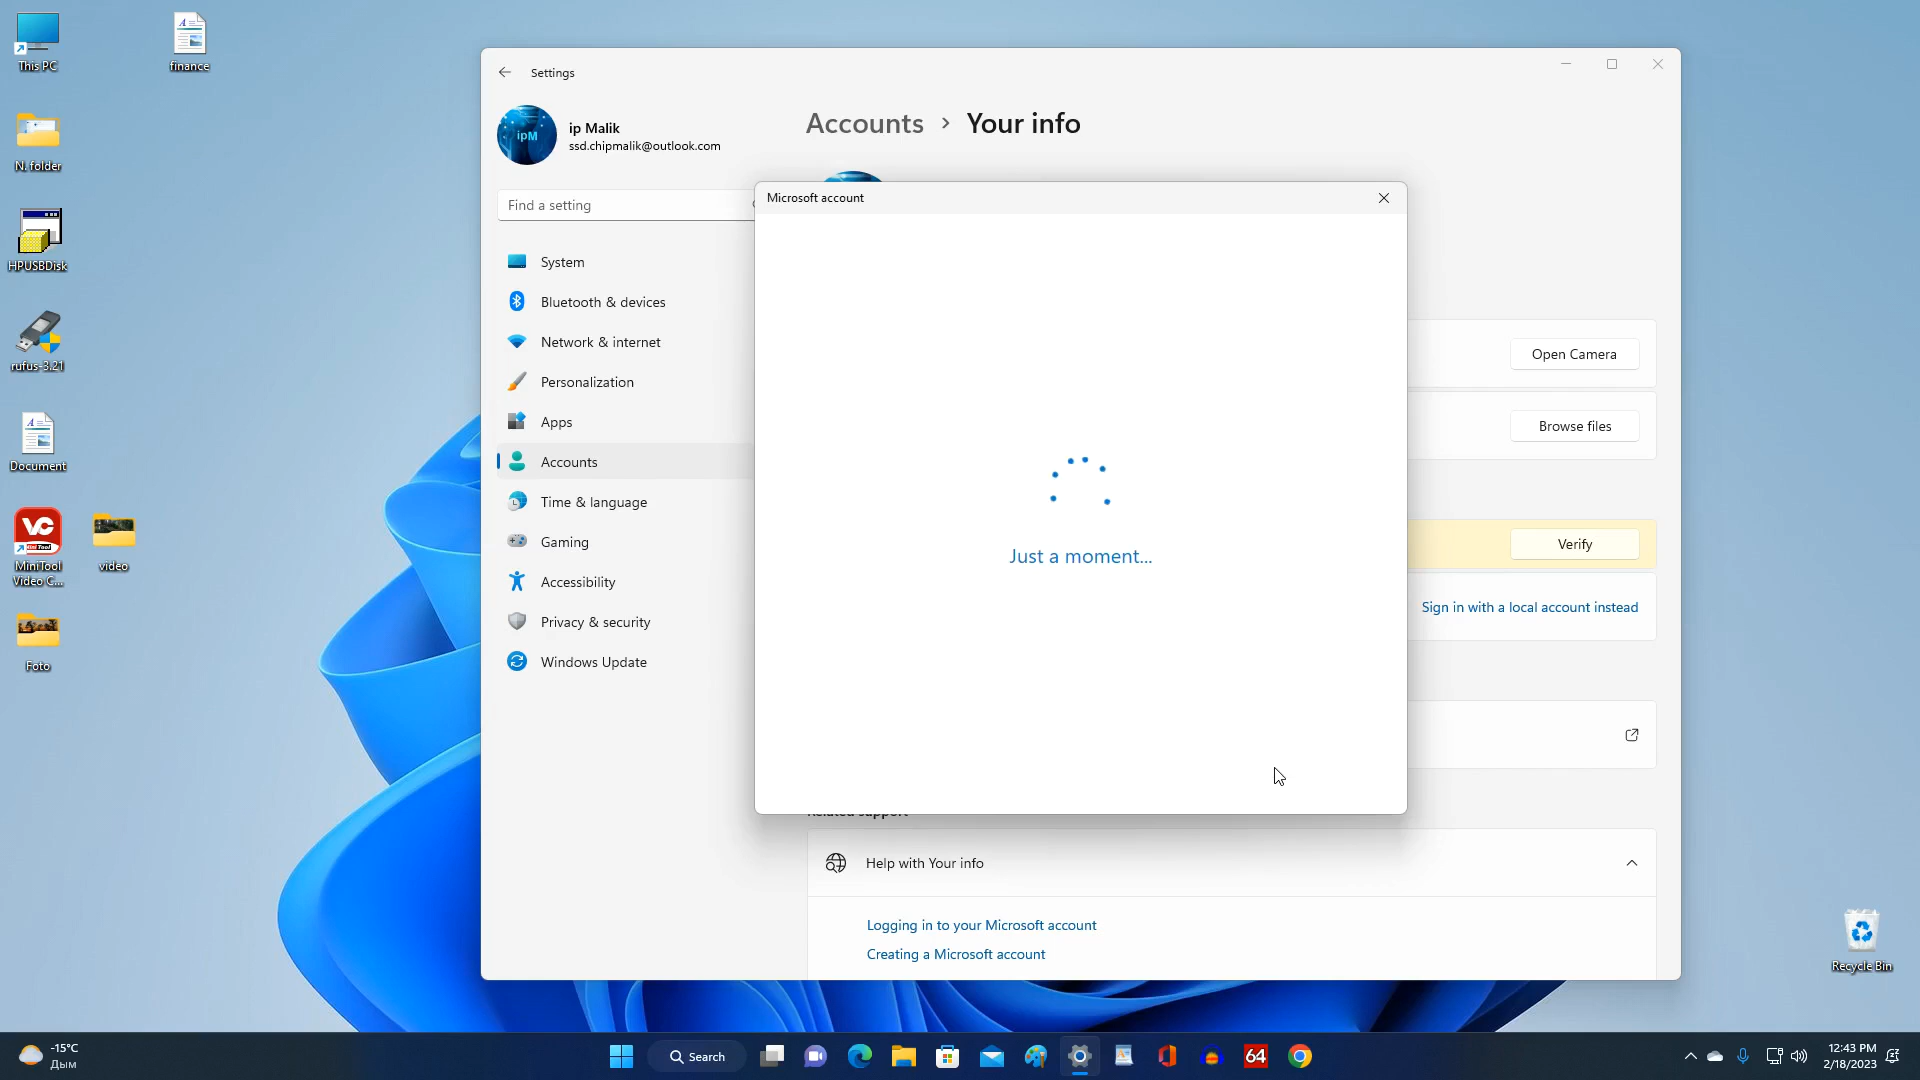 This PC
finance
N. folder
HPUSBDisk
rufus-3.21
Document
MiniTool
Video C...
video
Foto
Recycle Bin
Settings
ipM
ip Malik
ssd.chipmalik@outlook.com
Find a setting
System
Bluetooth & devices
Network & internet
Personalization
Apps
Accounts
Time & language
Gaming
Accessibility
Privacy & security
Windows Update
Accounts > Your info
Microsoft account
Just a moment...
Open Camera
Browse files
Verify
Sign in with a local account instead
Related support
Help with Your info
Logging in to your Microsoft account
Creating a Microsoft account
-15°C
Дым
Search
64
12:43 PM
2/18/2023